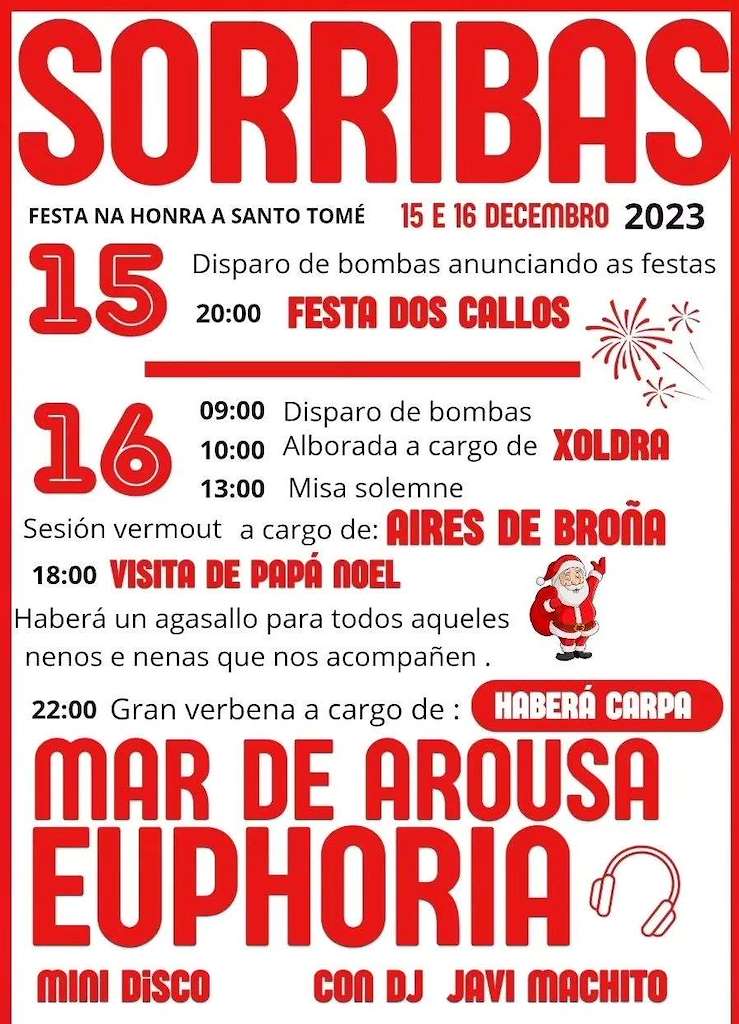 SORRIBAS
FESTA NA HONRA A SANTO TOMÉ 15 E 16 DECEMBRO 2023
15 Disparo de bombas anunciando as festas
20:00 FESTA DOS CALLOS
16 09:00 Disparo de bombas
10:00 Alborada a cargo de XOLDRA
13:00 Misa solemne
Sesión vermout a cargo de: AIRES DE BROÑA
18:00 VISITA DE PAPÁ NOEL
Haberá un agasallo para todos aqueles
nenos e nenas que nos acompañen .
22:00 Gran verbena a cargo de : HABERÁ CARPA
MAR DE AROUSA
EUPHORIA
MINI DiSCO CON DJ JAVI MACHITO